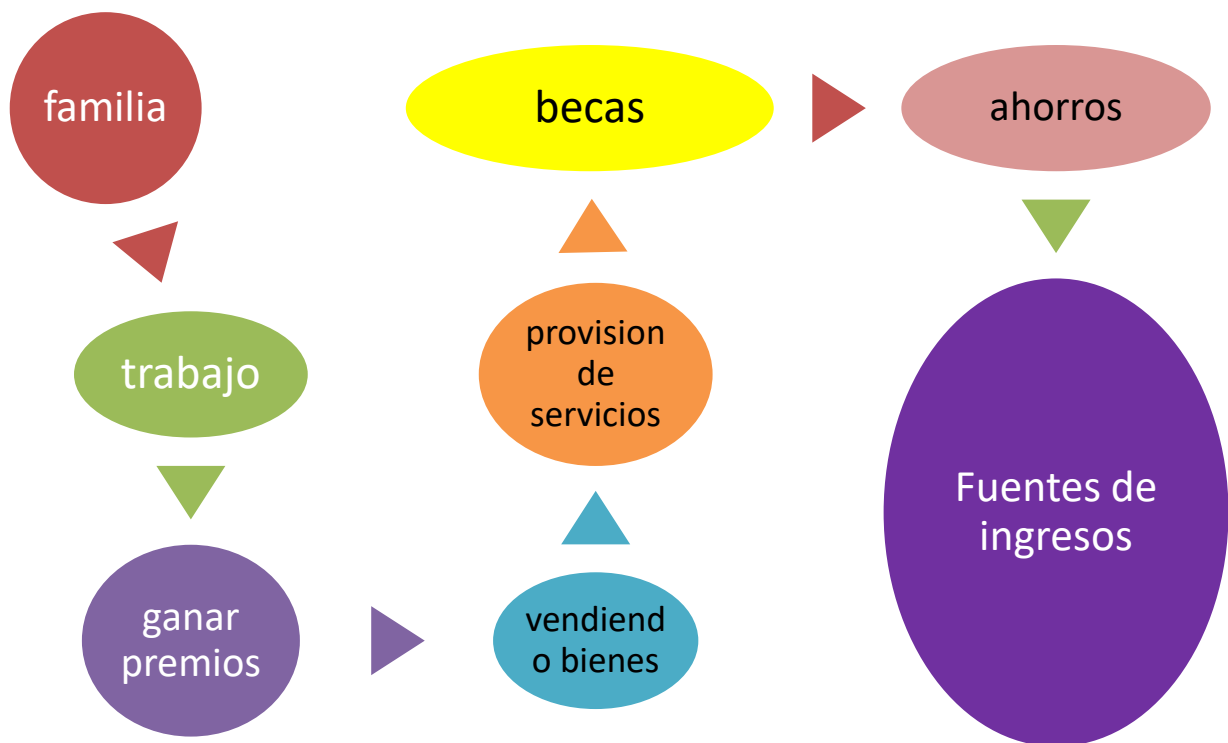 familia
trabajo
ganar
premios
vendiend
o bienes
provision
de
servicios
becas
ahorros
Fuentes de
ingresos